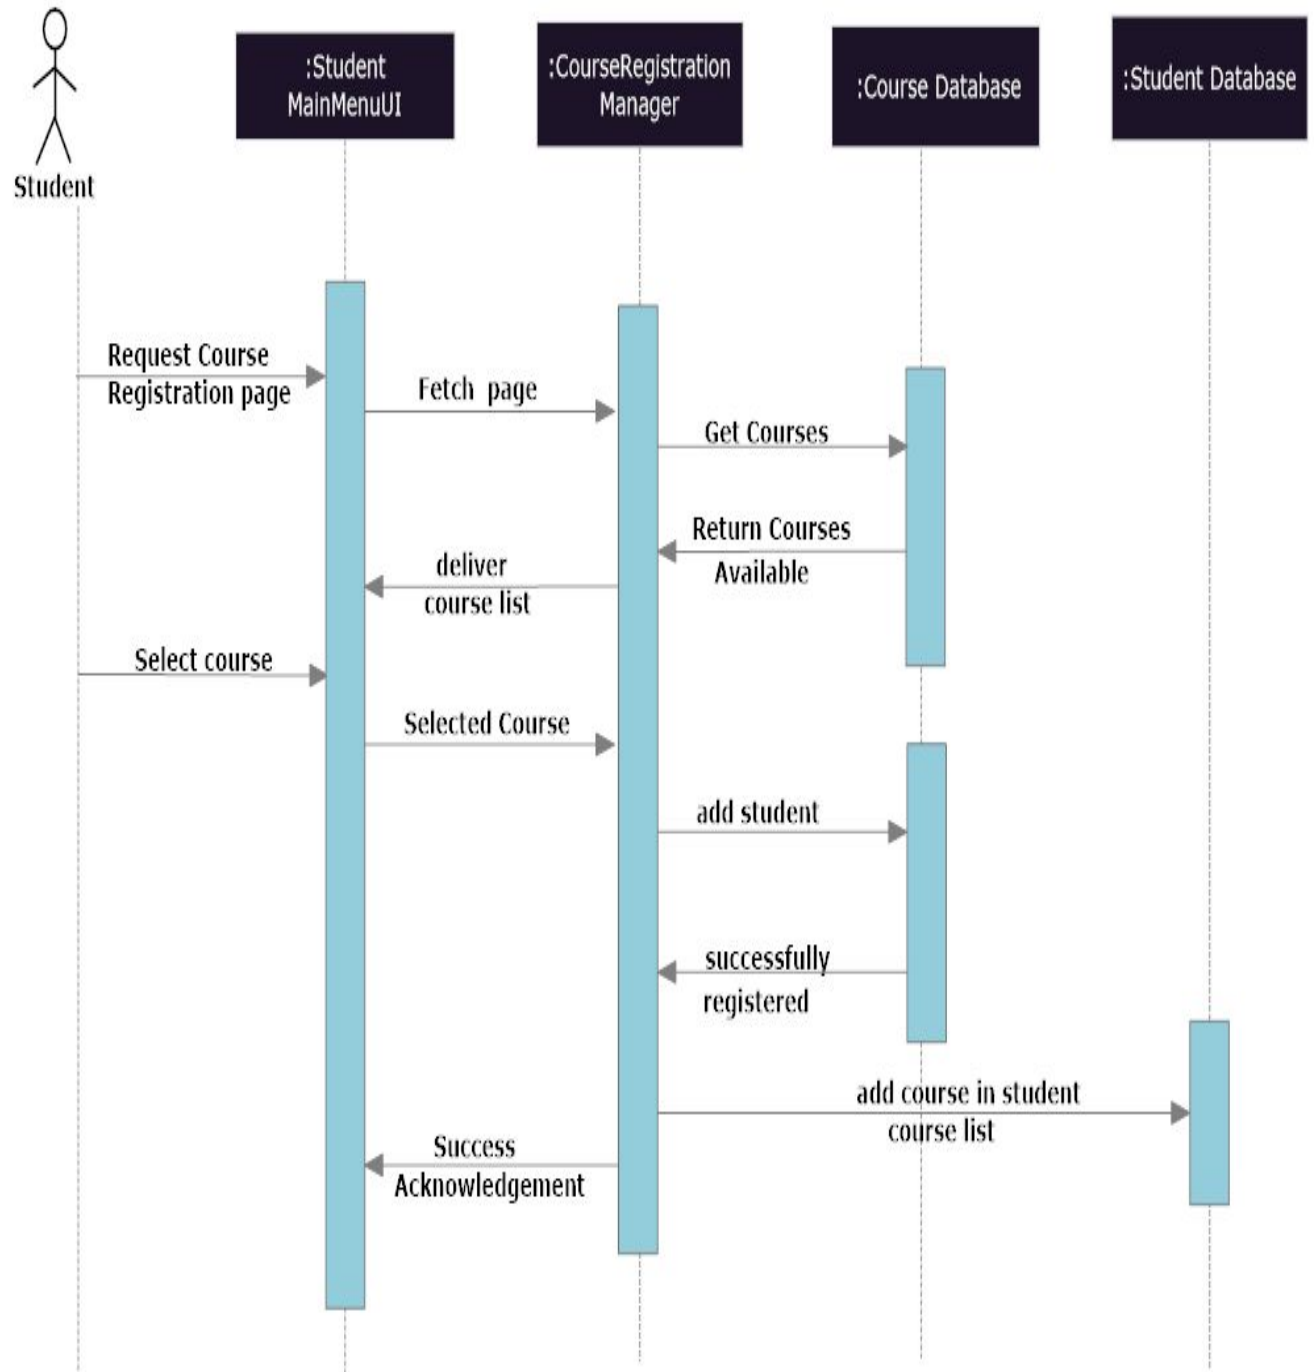 :Student
MainMenuUI
:CourseRegistration
Manager
:Course Database
:Student Database
Student
Request Course
Registration page
Fetch page
Get Courses
Return Courses
Available
deliver
course list
Select course
Selected Course
add student
successfully
registered
add course in student
course list
Success
Acknowledgement